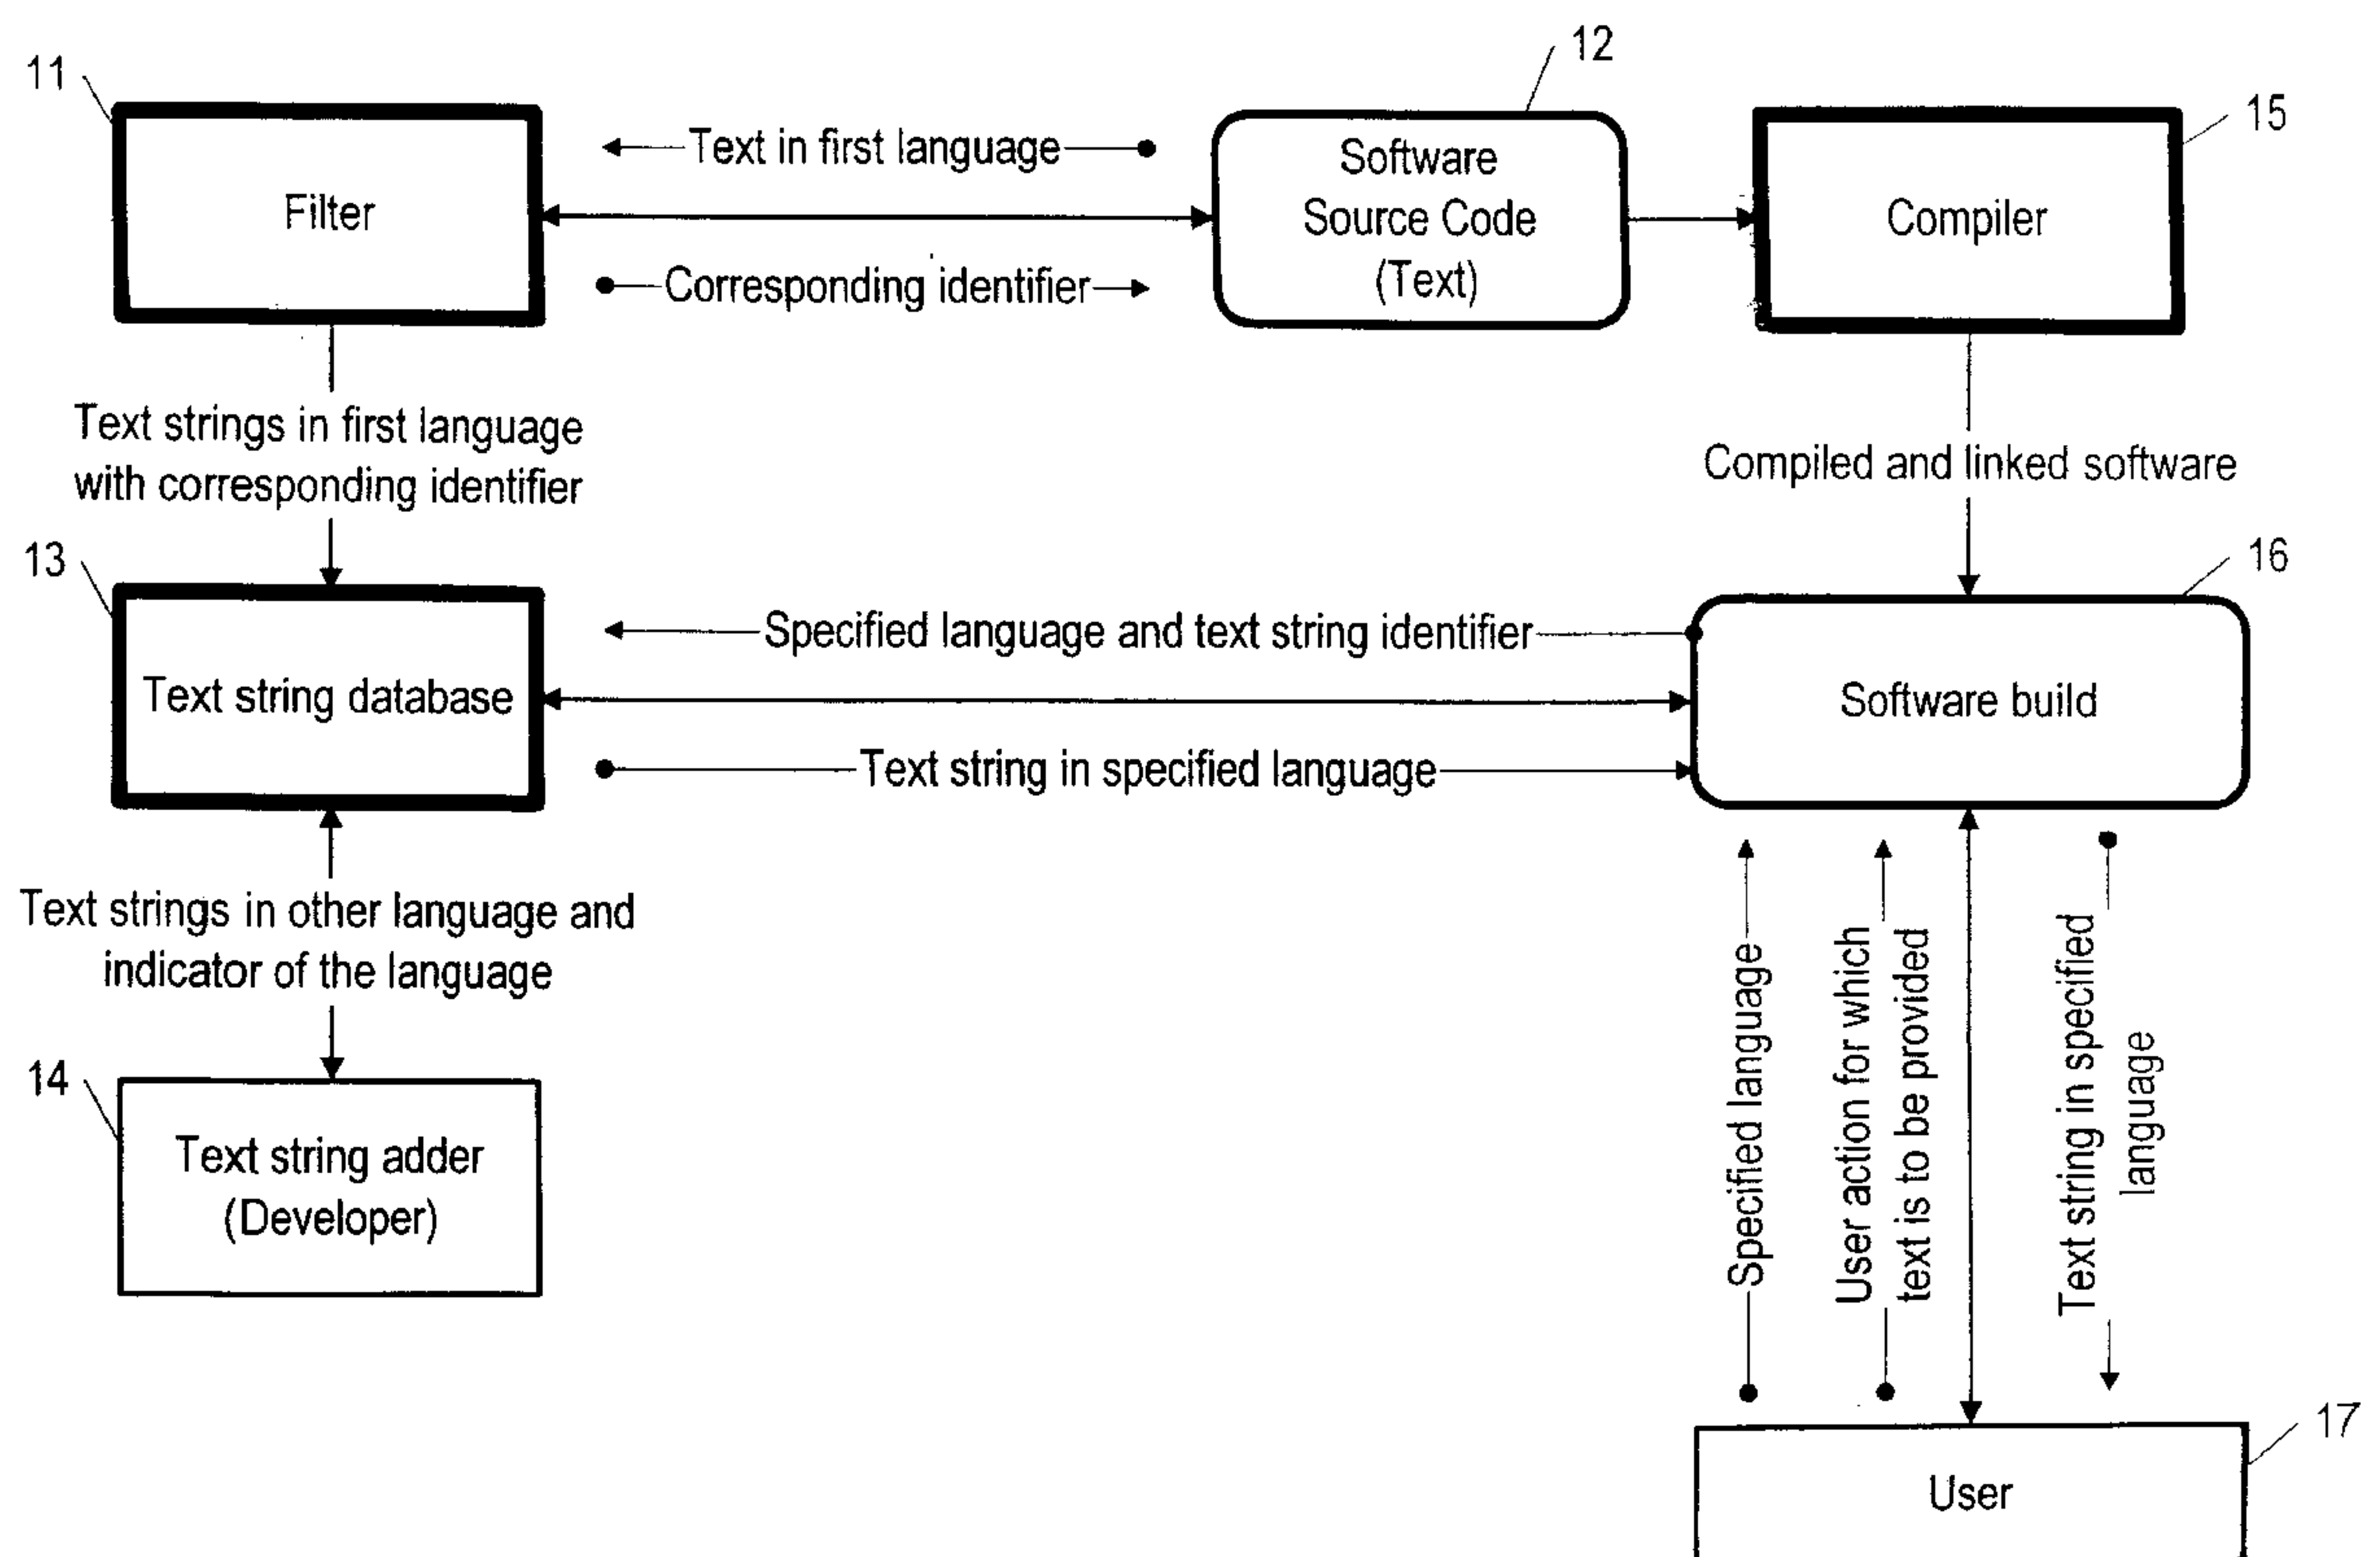 11
12
15
Filter
Text in first language
Corresponding identifier
Software
Source Code
(Text)
Compiler
Text strings in first language
with corresponding identifier
Compiled and linked software
13
16
Text string database
Specified language and text string identifier
Text string in specified language
Software build
Text strings in other language and
indicator of the language
14
Text string adder
(Developer)
Specified language
User action for which
text is to be provided
Text string in specified
language
17
User